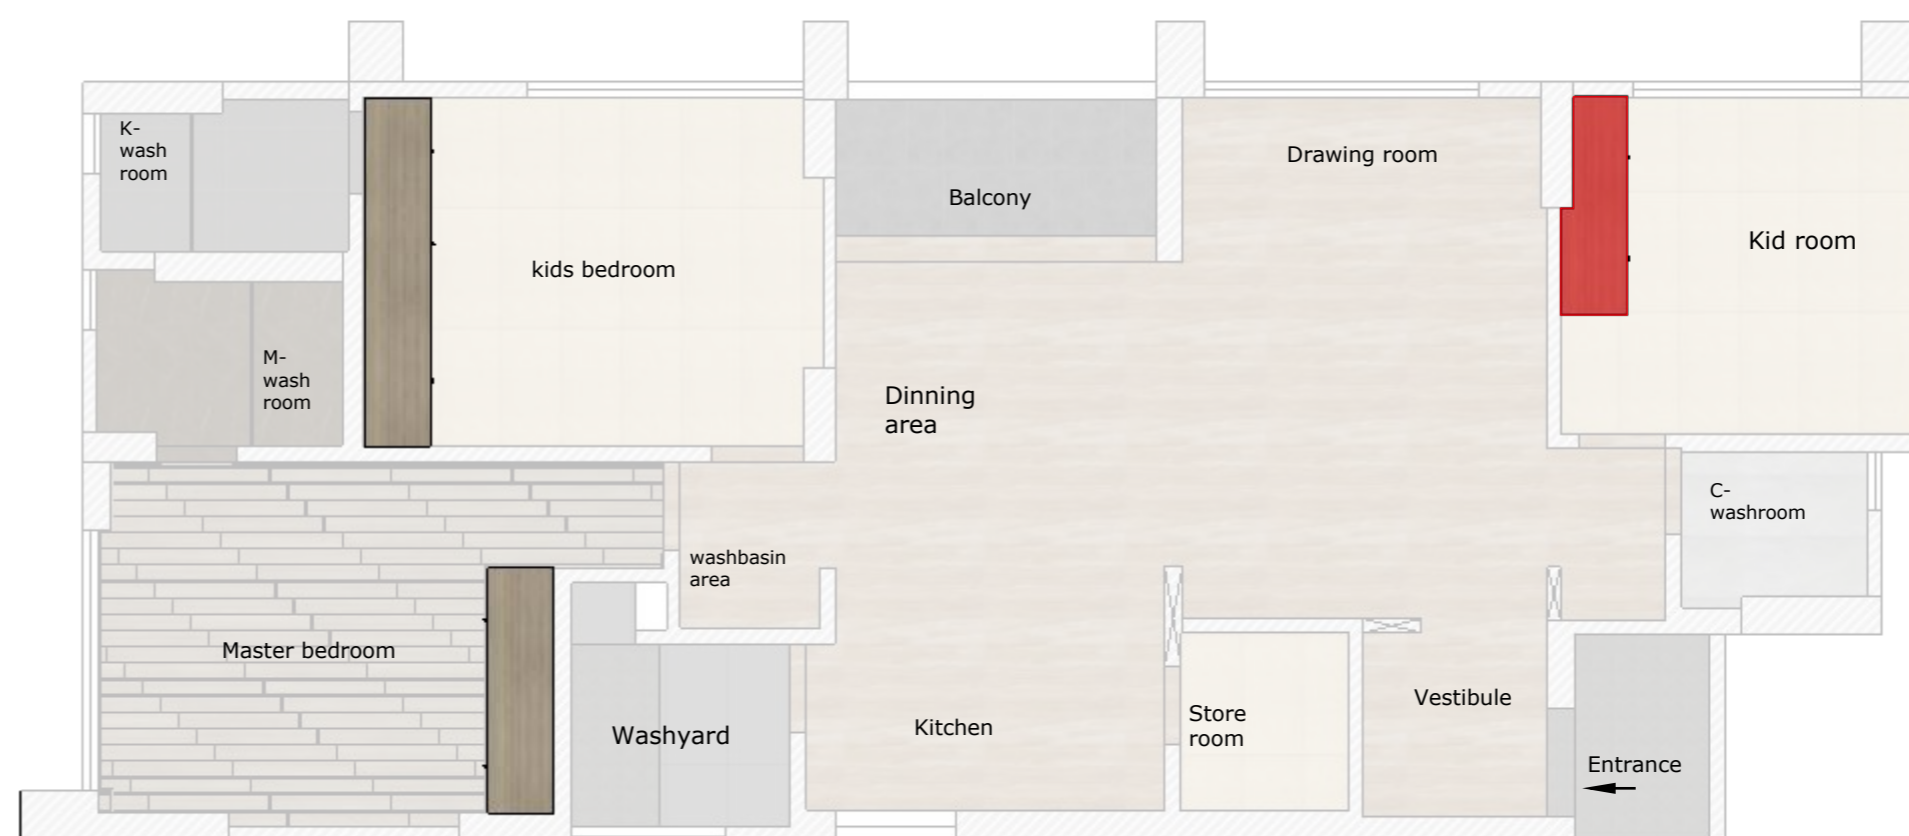 K-
wash
room
Drawing room
Balcony
Kid room
kids bedroom
M-
wash
room
Dinning
area
C-
washroom
washbasin
area
Master bedroom
Vestibule
Store
room
Kitchen
Washyard
Entrance